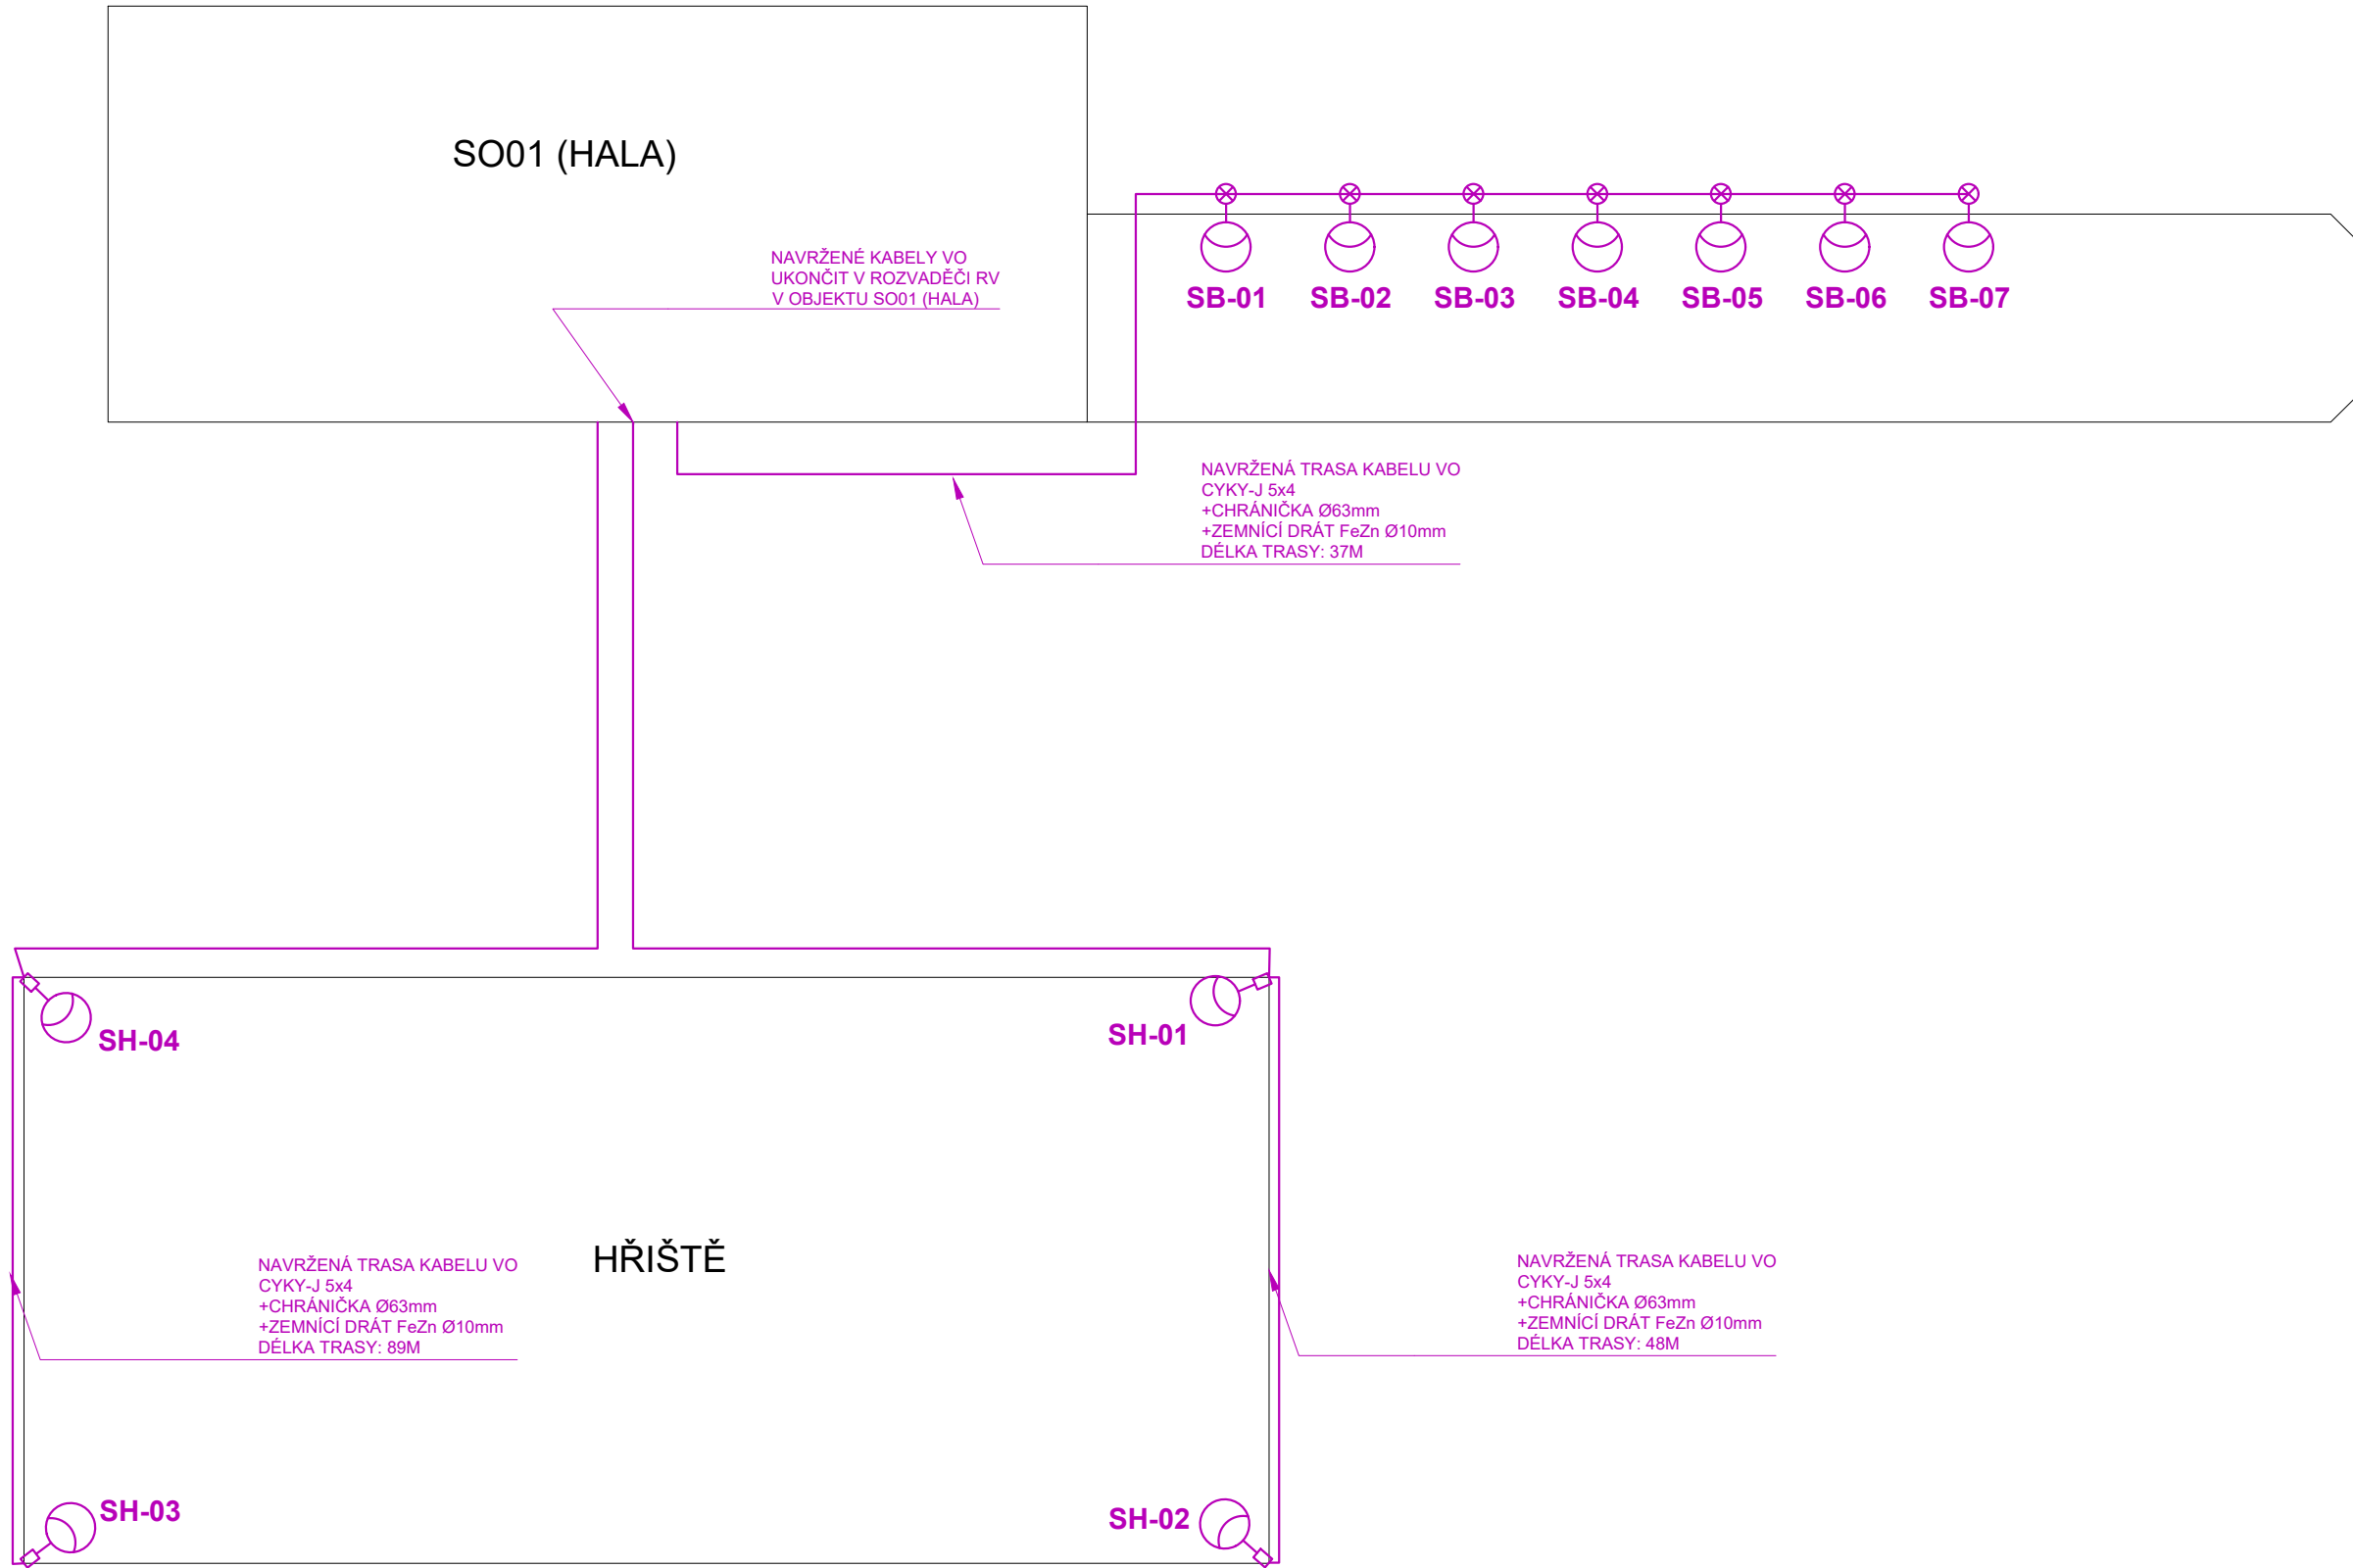 SO01 (HALA)
NAVRŽENÉ KABELY VO
UKONČIT V ROZVADĚČI RV
V OBJEKTU SO01 (HALA)
SB-01
SB-02
SB-03
SB-04
SB-05
SB-06
SB-07
NAVRŽENÁ TRASA KABELU VO
CYKY-J 5x4
+CHRÁNIČKA Ø63mm
+ZEMNÍCÍ DRÁT FeZn Ø10mm
DÉLKA TRASY: 37M
SH-04
SH-01
HŘIŠTĚ
NAVRŽENÁ TRASA KABELU VO
CYKY-J 5x4
+CHRÁNIČKA Ø63mm
+ZEMNÍCÍ DRÁT FeZn Ø10mm
DÉLKA TRASY: 89M
NAVRŽENÁ TRASA KABELU VO
CYKY-J 5x4
+CHRÁNIČKA Ø63mm
+ZEMNÍCÍ DRÁT FeZn Ø10mm
DÉLKA TRASY: 48M
SH-03
SH-02